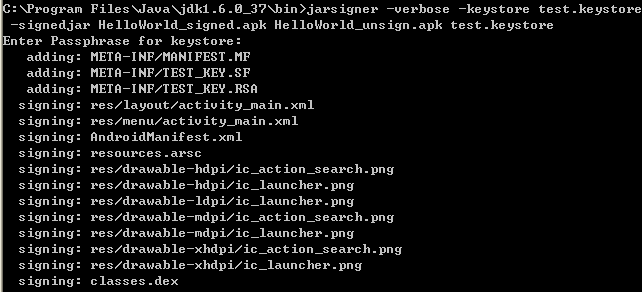 C:\Program Files\Java\jdk1.6.0_37\bin>jarsigner -verbose -keystore test.keystore
-signedjar HelloWorld_signed.apk HelloWorld_unsign.apk test.keystore
Enter Passphrase for keystore:
adding: META-INF/MANIFEST.MF
adding: META-INF/TEST_KEY.SF
adding: META-INF/TEST_KEY.RSA
signing: res/layout/activity_main.xml
signing: res/menu/activity_main.xml
signing: AndroidManifest.xml
signing: resources.arsc
signing: res/drawable-hdpi/ic_action_search.png
signing: res/drawable-hdpi/ic_launcher.png
signing: res/drawable-ldpi/ic_launcher.png
signing: res/drawable-mdpi/ic_action_search.png
signing: res/drawable-mdpi/ic_launcher.png
signing: res/drawable-xhdpi/ic_action_search.png
signing: res/drawable-xhdpi/ic_launcher.png
signing: classes.dex